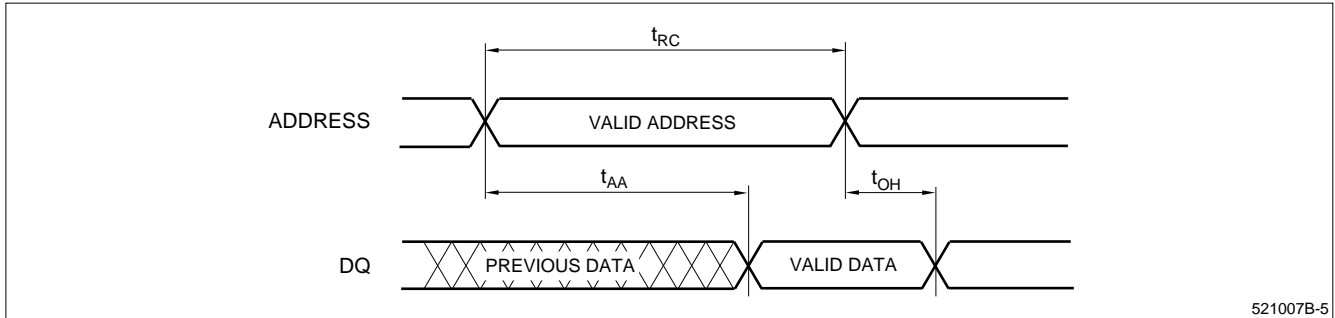 tRC
ADDRESS VALID ADDRESS
tAA tOH
DQ PREVIOUS DATA VALID DATA
521007B-5